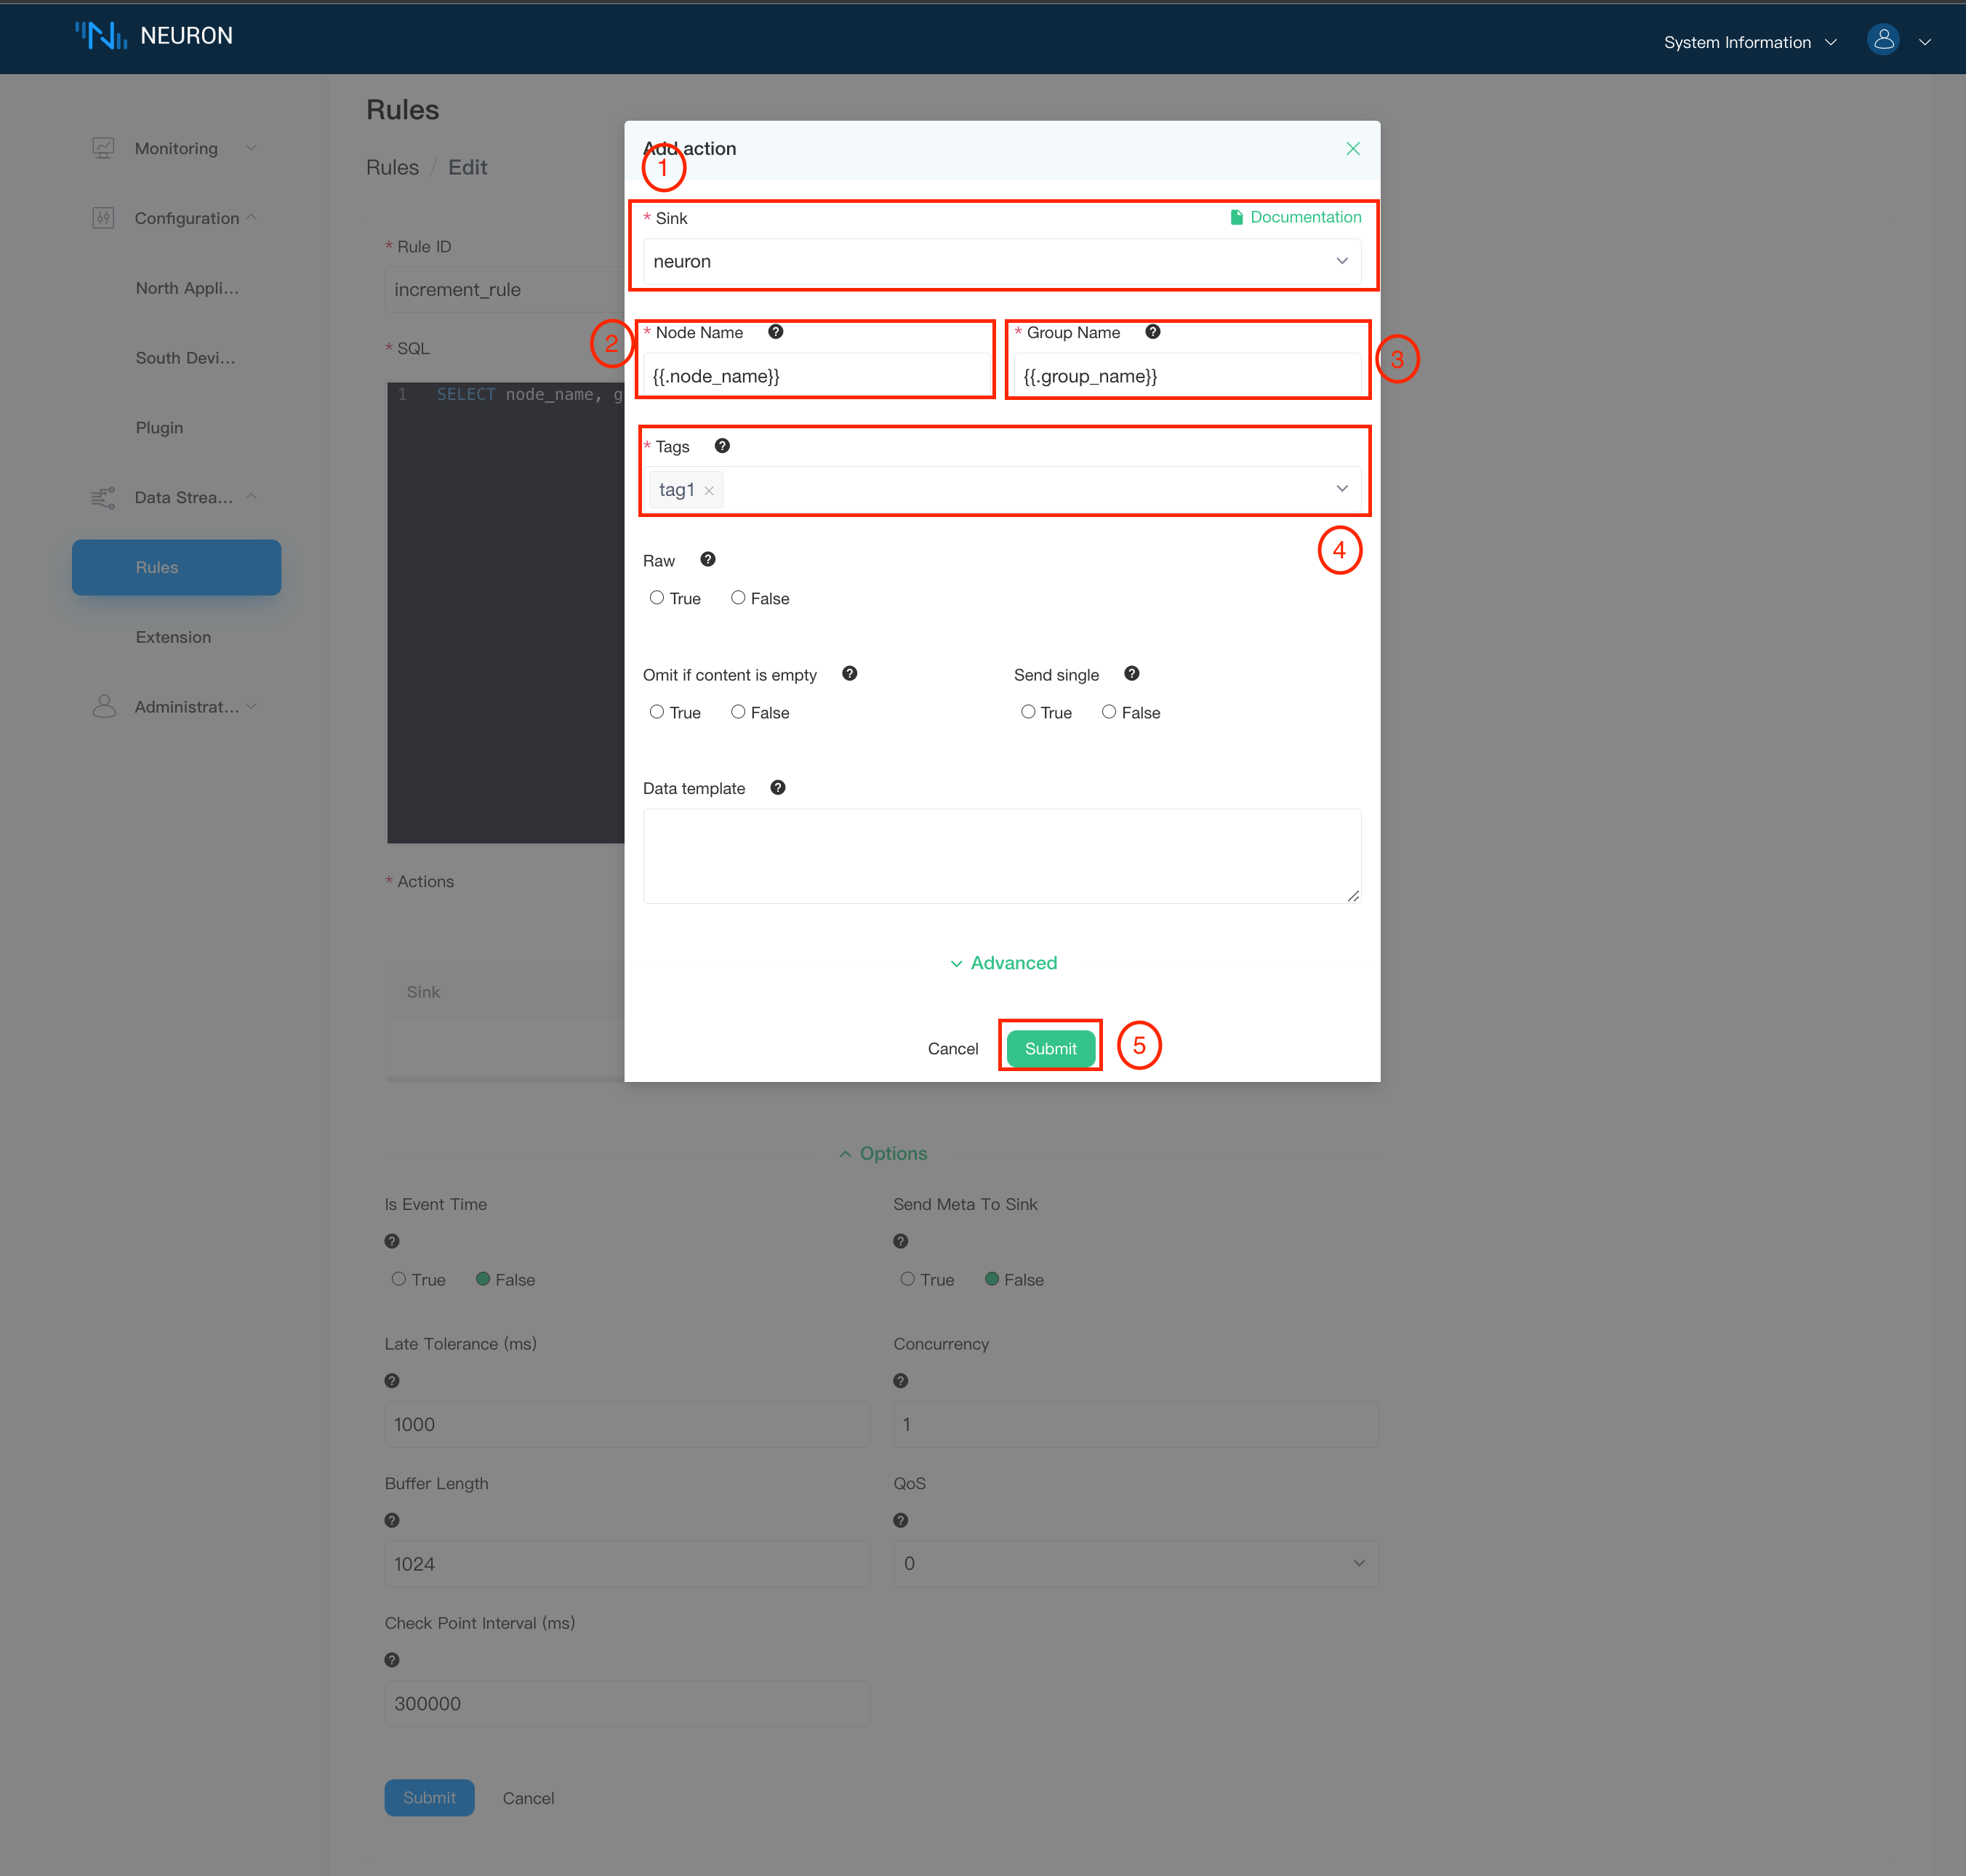 NEURON
System Information
Monitoring
Configuration
North Appli...
South Devi...
Plugin
Data Strea...
Rules
Extension
Administrat...
Rules
Rules / Edit
* Rule ID
increment_rule
* SQL
1 SELECT node_name, g
* Actions
Sink
Add action
1
* Sink
Documentation
neuron
2
* Node Name ?
{{.node_name}}
* Group Name ?
{{.group_name}}
3
* Tags ?
tag1 ×
4
Raw ?
True False
Omit if content is empty ?
True False
Send single ?
True False
Data template ?
Advanced
Cancel
Submit
5
Options
Is Event Time
?
True False
Send Meta To Sink
?
True False
Late Tolerance (ms)
?
1000
Concurrency
?
1
Buffer Length
?
1024
QoS
?
0
Check Point Interval (ms)
?
300000
Submit
Cancel